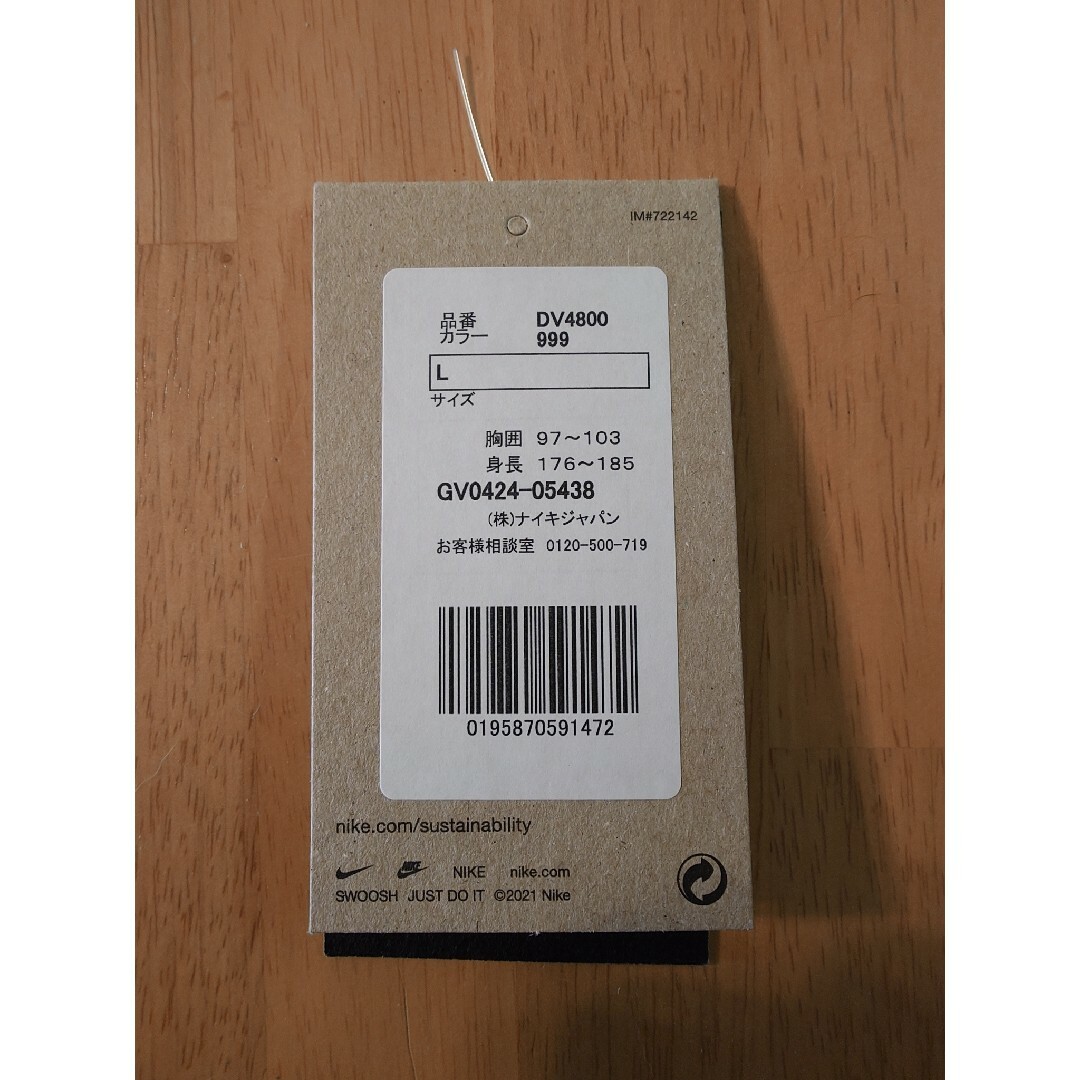 IM#722142
品番 DV4800
カラー 999
L
サイズ
胸囲 97～103
身長 176～185
GV0424-05438
(株)ナイキジャパン
お客様相談室 0120-500-719
0195870591472
nike.com/sustainability
NIKE NIKE nike.com
SWOOSH JUST DO IT ©2021 Nike